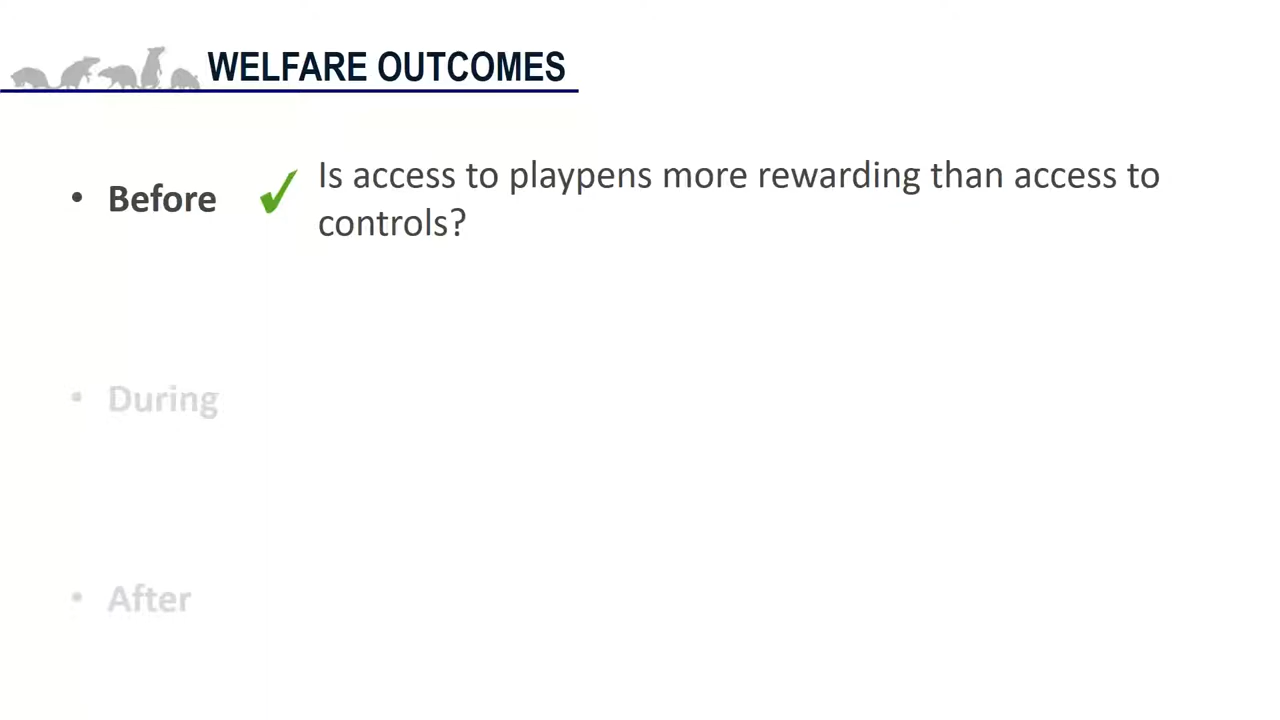 WELFARE OUTCOMES
• Before ✓ Is access to playpens more rewarding than access to
controls?
• During
• After